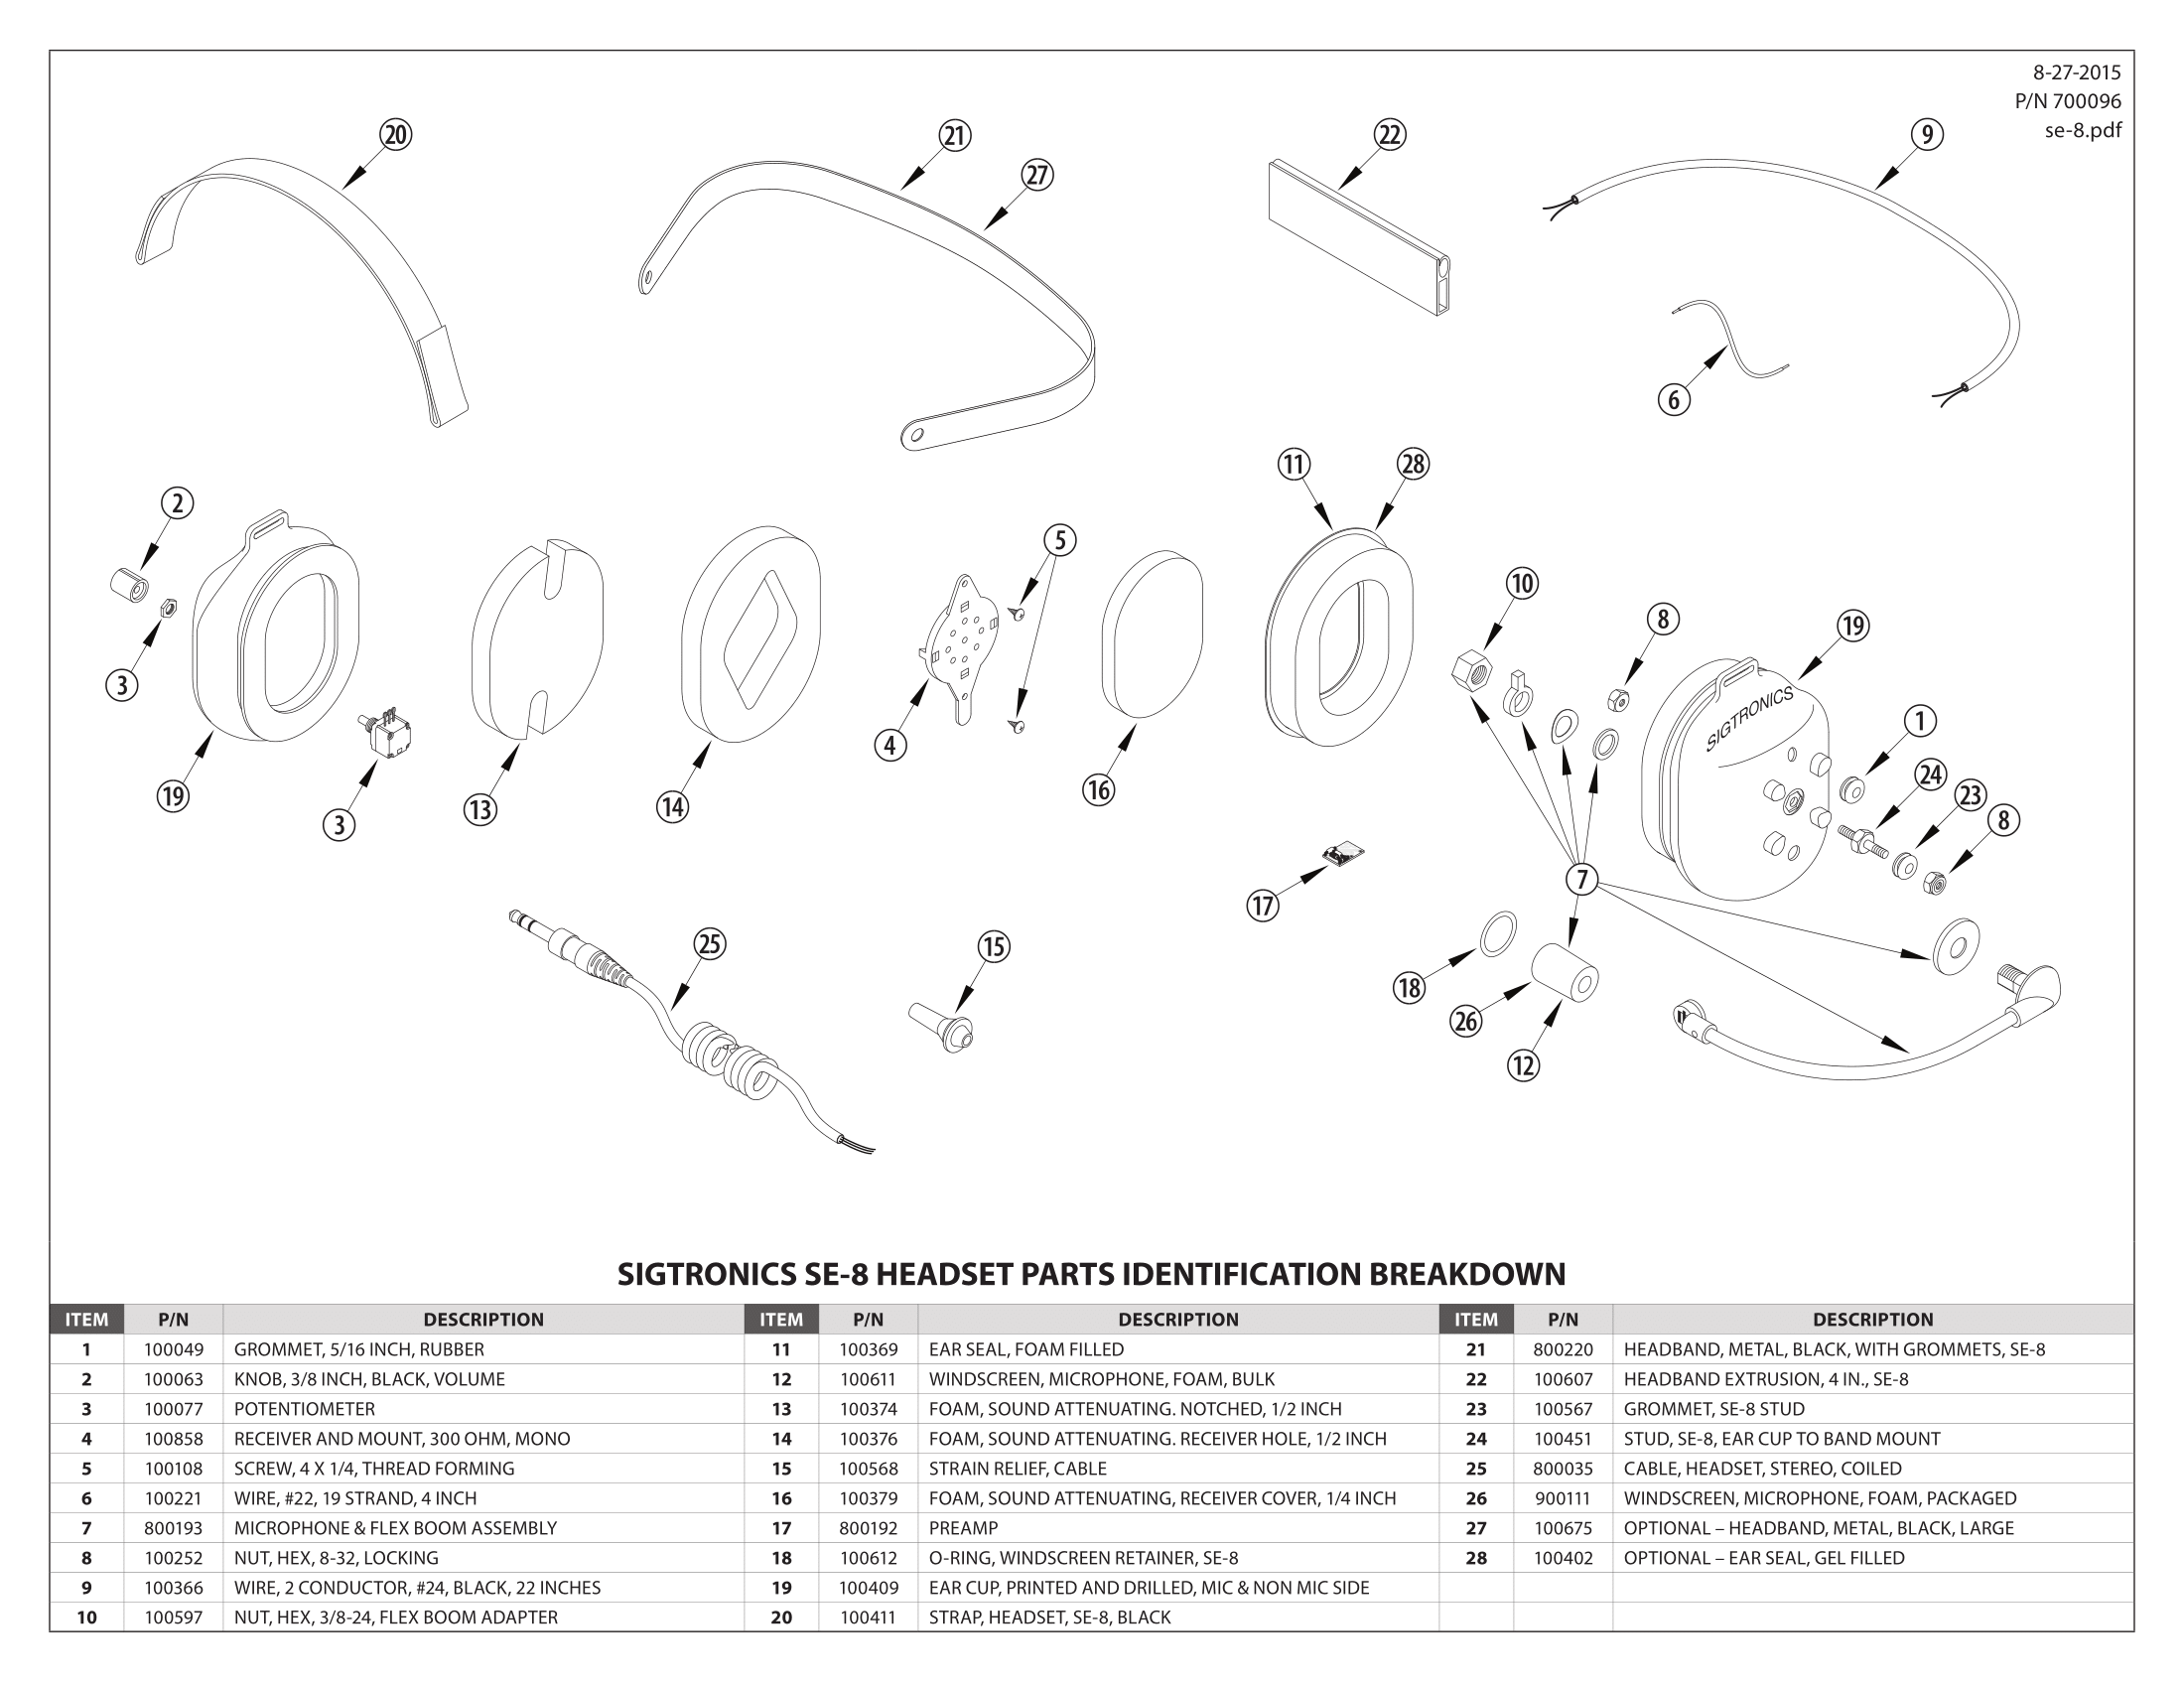 8-27-2015
P/N 700096
se-8.pdf
20
21
27
22
9
6
11
28
2
5
10
8
19
3
4
SIGTRONICS
1
24
23
8
19
3
13
14
16
7
17
25
15
18
26
12
SIGTRONICS SE-8 HEADSET PARTS IDENTIFICATION BREAKDOWN
ITEM P/N DESCRIPTION ITEM P/N DESCRIPTION ITEM P/N DESCRIPTION
1 100049 GROMMET, 5/16 INCH, RUBBER 11 100369 EAR SEAL, FOAM FILLED 21 800220 HEADBAND, METAL, BLACK, WITH GROMMETS, SE-8
2 100063 KNOB, 3/8 INCH, BLACK, VOLUME 12 100611 WINDSCREEN, MICROPHONE, FOAM, BULK 22 100607 HEADBAND EXTRUSION, 4 IN., SE-8
3 100077 POTENTIOMETER 13 100374 FOAM, SOUND ATTENUATING. NOTCHED, 1/2 INCH 23 100567 GROMMET, SE-8 STUD
4 100858 RECEIVER AND MOUNT, 300 OHM, MONO 14 100376 FOAM, SOUND ATTENUATING. RECEIVER HOLE, 1/2 INCH 24 100451 STUD, SE-8, EAR CUP TO BAND MOUNT
5 100108 SCREW, 4 X 1/4, THREAD FORMING 15 100568 STRAIN RELIEF, CABLE 25 800035 CABLE, HEADSET, STEREO, COILED
6 100221 WIRE, #22, 19 STRAND, 4 INCH 16 100379 FOAM, SOUND ATTENUATING, RECEIVER COVER, 1/4 INCH 26 900111 WINDSCREEN, MICROPHONE, FOAM, PACKAGED
7 800193 MICROPHONE & FLEX BOOM ASSEMBLY 17 800192 PREAMP 27 100675 OPTIONAL – HEADBAND, METAL, BLACK, LARGE
8 100252 NUT, HEX, 8-32, LOCKING 18 100612 O-RING, WINDSCREEN RETAINER, SE-8 28 100402 OPTIONAL – EAR SEAL, GEL FILLED
9 100366 WIRE, 2 CONDUCTOR, #24, BLACK, 22 INCHES 19 100409 EAR CUP, PRINTED AND DRILLED, MIC & NON MIC SIDE
10 100597 NUT, HEX, 3/8-24, FLEX BOOM ADAPTER 20 100411 STRAP, HEADSET, SE-8, BLACK